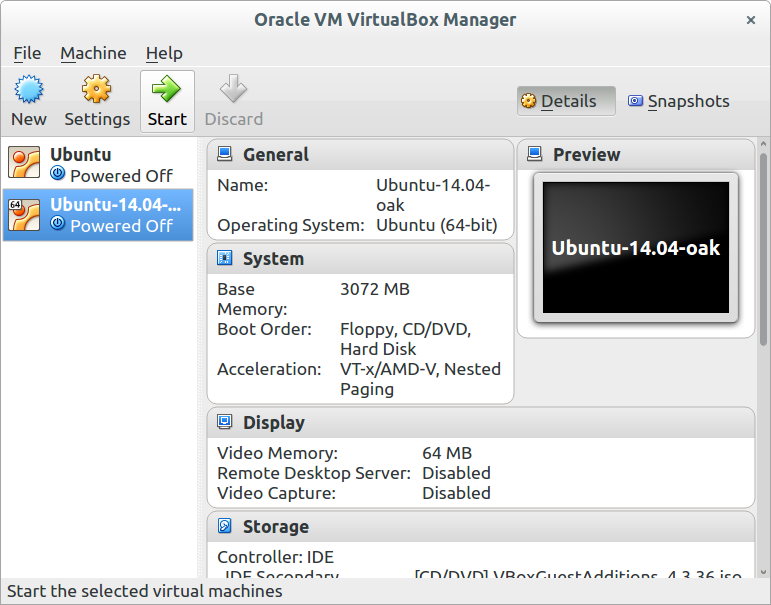 Oracle VM VirtualBox Manager
File Machine Help
New Settings Start Discard Details Snapshots
Ubuntu
Powered Off
64 Ubuntu-14.04-...
Powered Off
General
Name: Ubuntu-14.04-
oak
Operating System: Ubuntu (64-bit)
System
Base 3072 MB
Memory:
Boot Order: Floppy, CD/DVD,
Hard Disk
Acceleration: VT-x/AMD-V, Nested
Paging
Preview
Ubuntu-14.04-oak
Display
Video Memory: 64 MB
Remote Desktop Server: Disabled
Video Capture: Disabled
Storage
Controller: IDE
IDE Secondary [CD/DVD] VBoxGuestAdditions_4.3.36.iso
Start the selected virtual machines